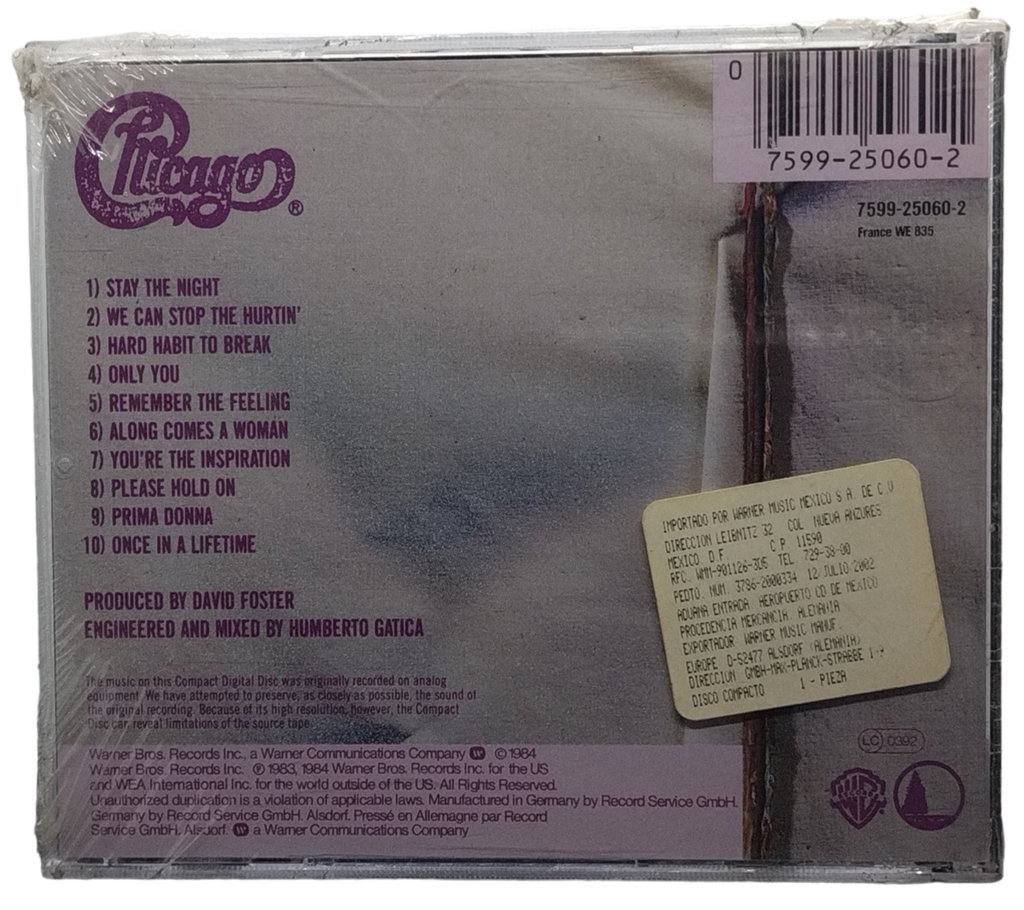 Chicago®
0
7599-25060-2
7599-25060-2
France WE 835
1) STAY THE NIGHT
2) WE CAN STOP THE HURTIN'
3) HARD HABIT TO BREAK
4) ONLY YOU
5) REMEMBER THE FEELING
6) ALONG COMES A WOMAN
7) YOU'RE THE INSPIRATION
8) PLEASE HOLD ON
9) PRIMA DONNA
10) ONCE IN A LIFETIME
PRODUCED BY DAVID FOSTER
ENGINEERED AND MIXED BY HUMBERTO GATICA
The music on this Compact Digital Disc was originally recorded on analog
equipment. We have attempted to preserve, as closely as possible, the sound of
the original recording. Because of its high resolution, however, the Compact
Disc can reveal limitations of the source tape.
Warner Bros. Records Inc., a Warner Communications Company W ©1984
Warner Bros. Records Inc. ℗ 1983, 1984 Warner Bros. Records Inc. for the US
and WEA International Inc. for the world outside of the US. All Rights Reserved.
Unauthorized duplication is a violation of applicable laws. Manufactured in Germany by Record Service GmbH.
Germany by Record Service GmbH. Alsdorf. Pressé en Allemagne par Record
Service GmbH. Alsdorf. W a Warner Communications Company
IMPORTADO POR WARNER MUSIC MEXICO S A. DE C V
DIRECCION LEIBNITZ 32 COL NUEVA ANZURES
MEXICO D F C P 11590
RFC. WMM-901126-3D5 TEL 729-38-00
PEDTO. NUM. 3786-2000334 12/JULIO/2002
ADUANA ENTRADA. AEROPUERTO CD DE MEXICO
PROCEDENCIA MERCANCIA. ALEMANIA
EXPORTADOR WARNER MUSIC MANUF.
EUROPE D-52477 ALSDORF (ALEMANIA)
DIRECCION GMBH-MAX-PLANCK-STRABBE
DISCO COMPACTO 1 - PIEZA
LC 0392